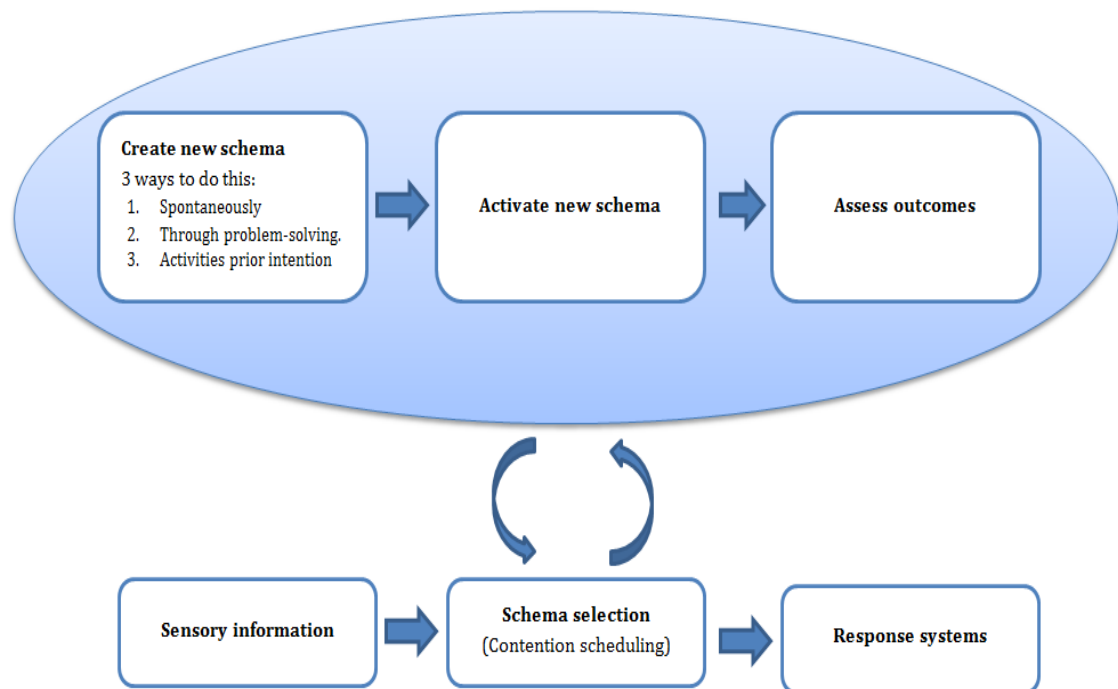 Create new schema
3 ways to do this:
1. Spontaneously
2. Through problem-solving.
3. Activities prior intention
Activate new schema
Assess outcomes
Sensory information
Schema selection
(Contention scheduling)
Response systems